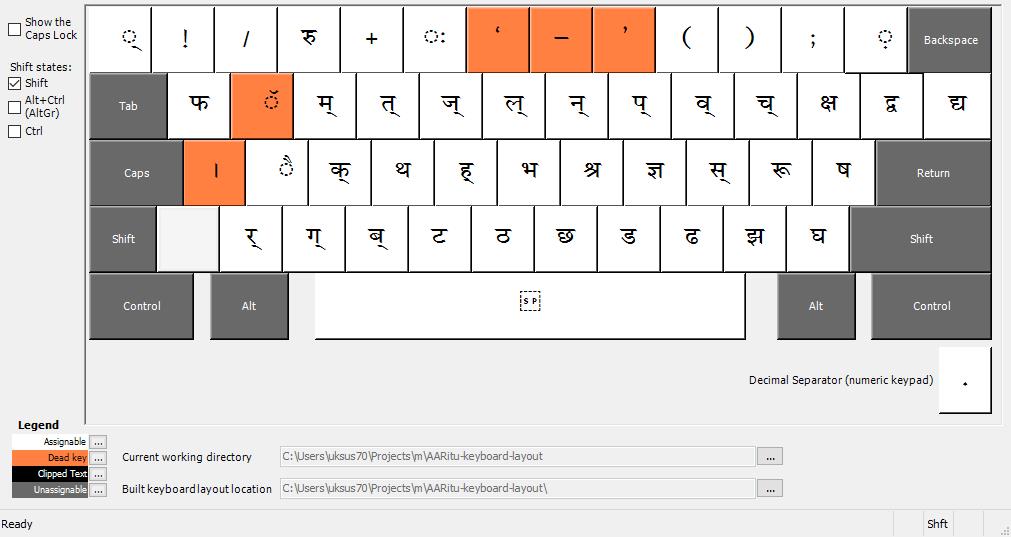 Show the
Caps Lock
Shift states:
Shift
Alt+Ctrl
(AltGr)
Ctrl
◌् ! / रु + ◌ः ‘ – ’ ( ) ; ◌़ Backspace
Tab फ ◌ॅ म् त् ज् ल् न् प् व् च् क्ष द्व द्य
Caps । ◌ै क् थ ह् भ श्र ज्ञ स् रू ष Return
Shift र् ग् ब् ट ठ छ ड ढ झ घ Shift
Control Alt SP Alt Control
Decimal Separator (numeric keypad) .
Legend
Assignable ...
Dead key ...
Clipped Text ...
Unassignable ...
Current working directory C:\Users\uksus70\Projects\m\AARitu-keyboard-layout ...
Built keyboard layout location C:\Users\uksus70\Projects\m\AARitu-keyboard-layout\ ...
Ready Shft